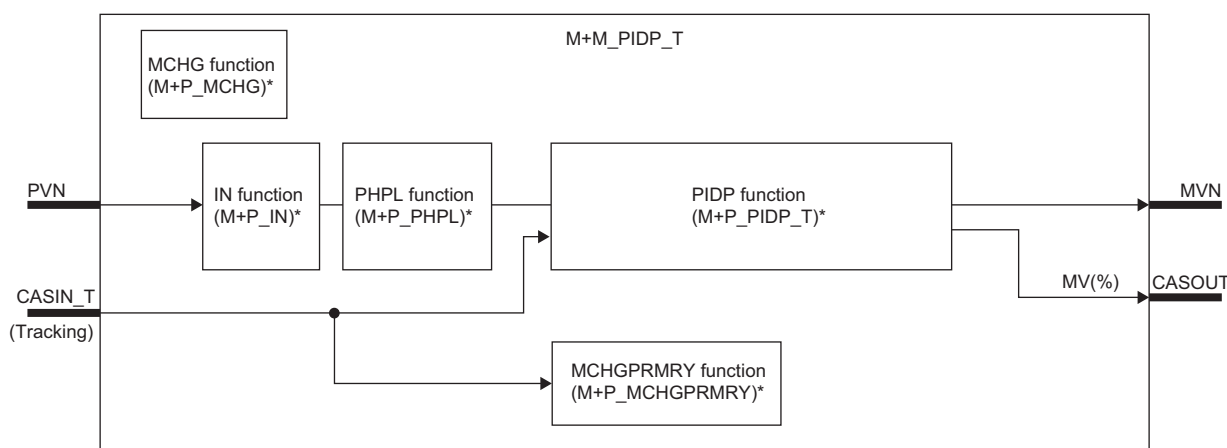 M+M_PIDP_T
MCHG function
(M+P_MCHG)*
PVN
IN function
(M+P_IN)*
PHPL function
(M+P_PHPL)*
PIDP function
(M+P_PIDP_T)*
MVN
CASIN_T
(Tracking)
MV(%)
CASOUT
MCHGPRMRY function
(M+P_MCHGPRMRY)*